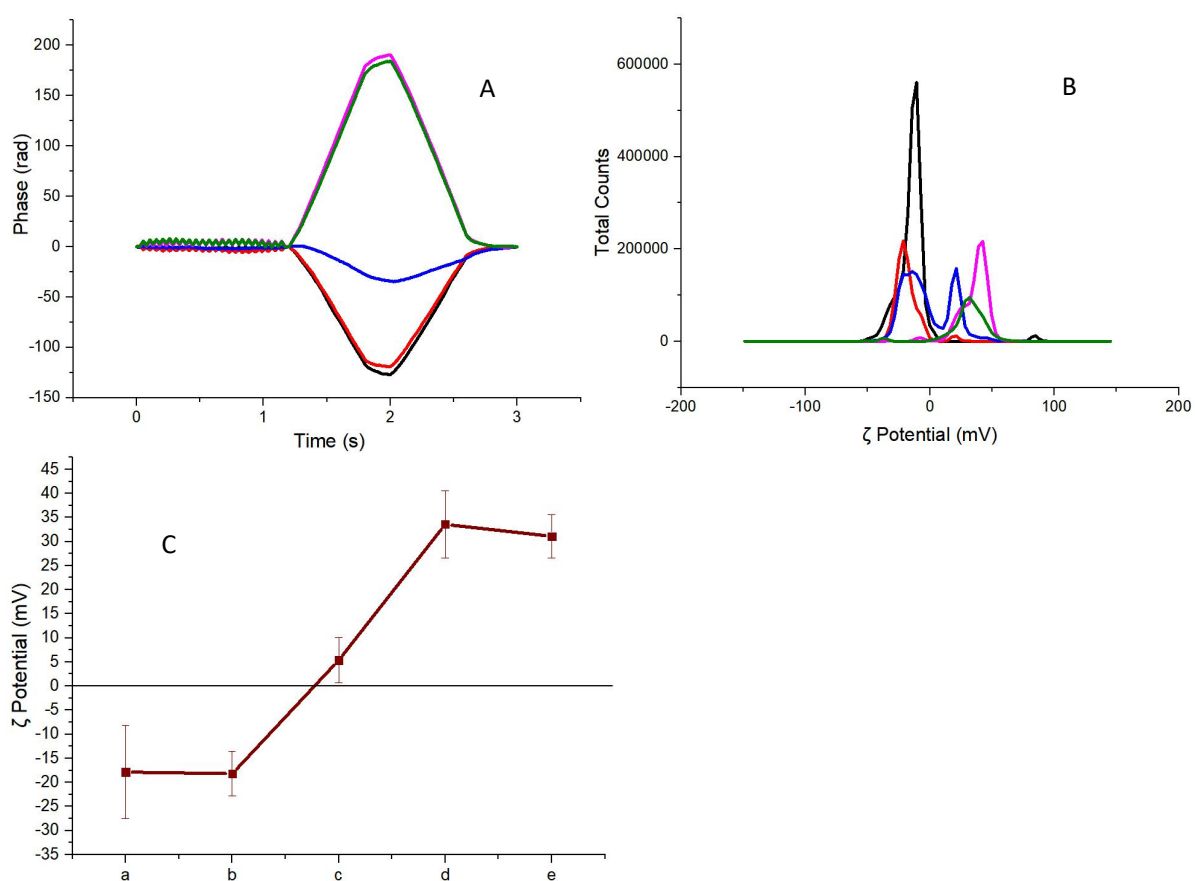 A
Phase (rad)
200
150
100
50
0
-50
-100
-150
0
1
2
3
Time (s)
B
Total Counts
600000
400000
200000
0
-200
-100
0
100
200
ζ Potential (mV)
C
ζ Potential (mV)
45
40
35
30
25
20
15
10
5
0
-5
-10
-15
-20
-25
-30
-35
a
b
c
d
e